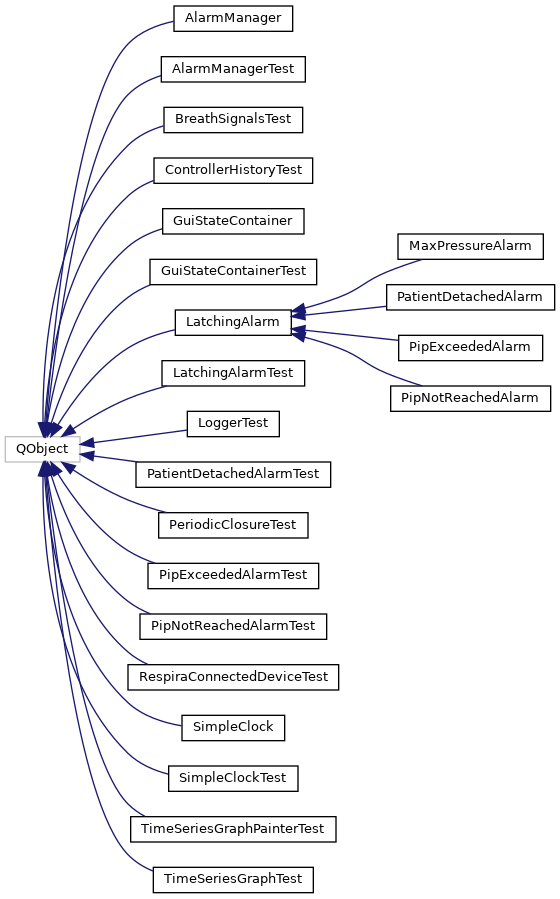 AlarmManager
AlarmManagerTest
BreathSignalsTest
ControllerHistoryTest
GuiStateContainer
GuiStateContainerTest
LatchingAlarm
MaxPressureAlarm
PatientDetachedAlarm
PipExceededAlarm
PipNotReachedAlarm
LatchingAlarmTest
LoggerTest
QObject
PatientDetachedAlarmTest
PeriodicClosureTest
PipExceededAlarmTest
PipNotReachedAlarmTest
RespiraConnectedDeviceTest
SimpleClock
SimpleClockTest
TimeSeriesGraphPainterTest
TimeSeriesGraphTest